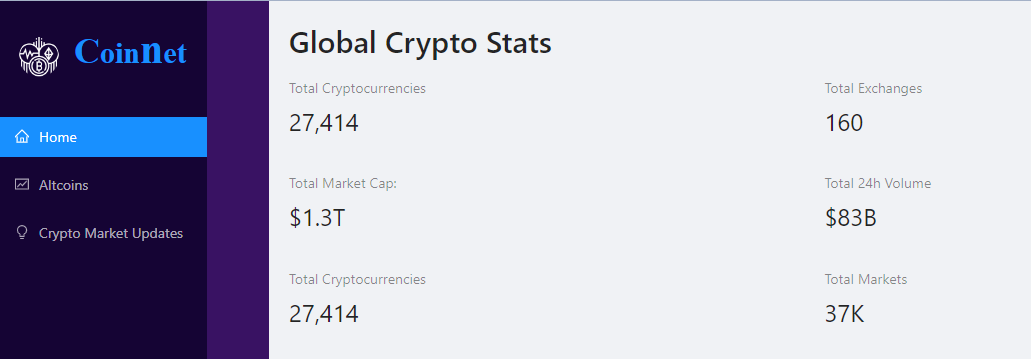 Coinnet
Home
Altcoins
Crypto Market Updates
Global Crypto Stats
Total Cryptocurrencies
27,414
Total Exchanges
160
Total Market Cap:
$1.3T
Total 24h Volume
$83B
Total Cryptocurrencies
27,414
Total Markets
37K